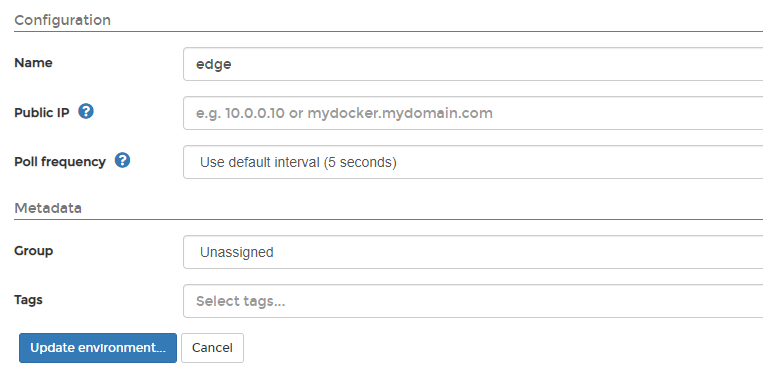 Configuration
Name edge
Public IP ? e.g. 10.0.0.10 or mydocker.mydomain.com
Poll frequency ? Use default interval (5 seconds)
Metadata
Group Unassigned
Tags Select tags...
Update environment... Cancel